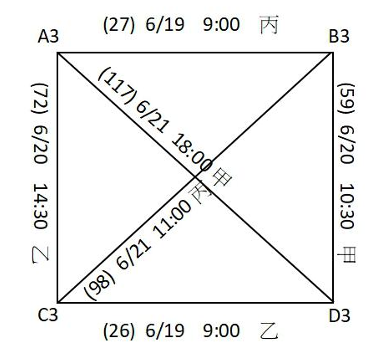 (27) 6/19 9:00 丙
A3
B3
(117) 6/21 18:00 甲
(72) 6/20 14:30 乙
(59) 6/20 10:30 甲
(98) 6/21 11:00 丙
C3
D3
(26) 6/19 9:00 乙